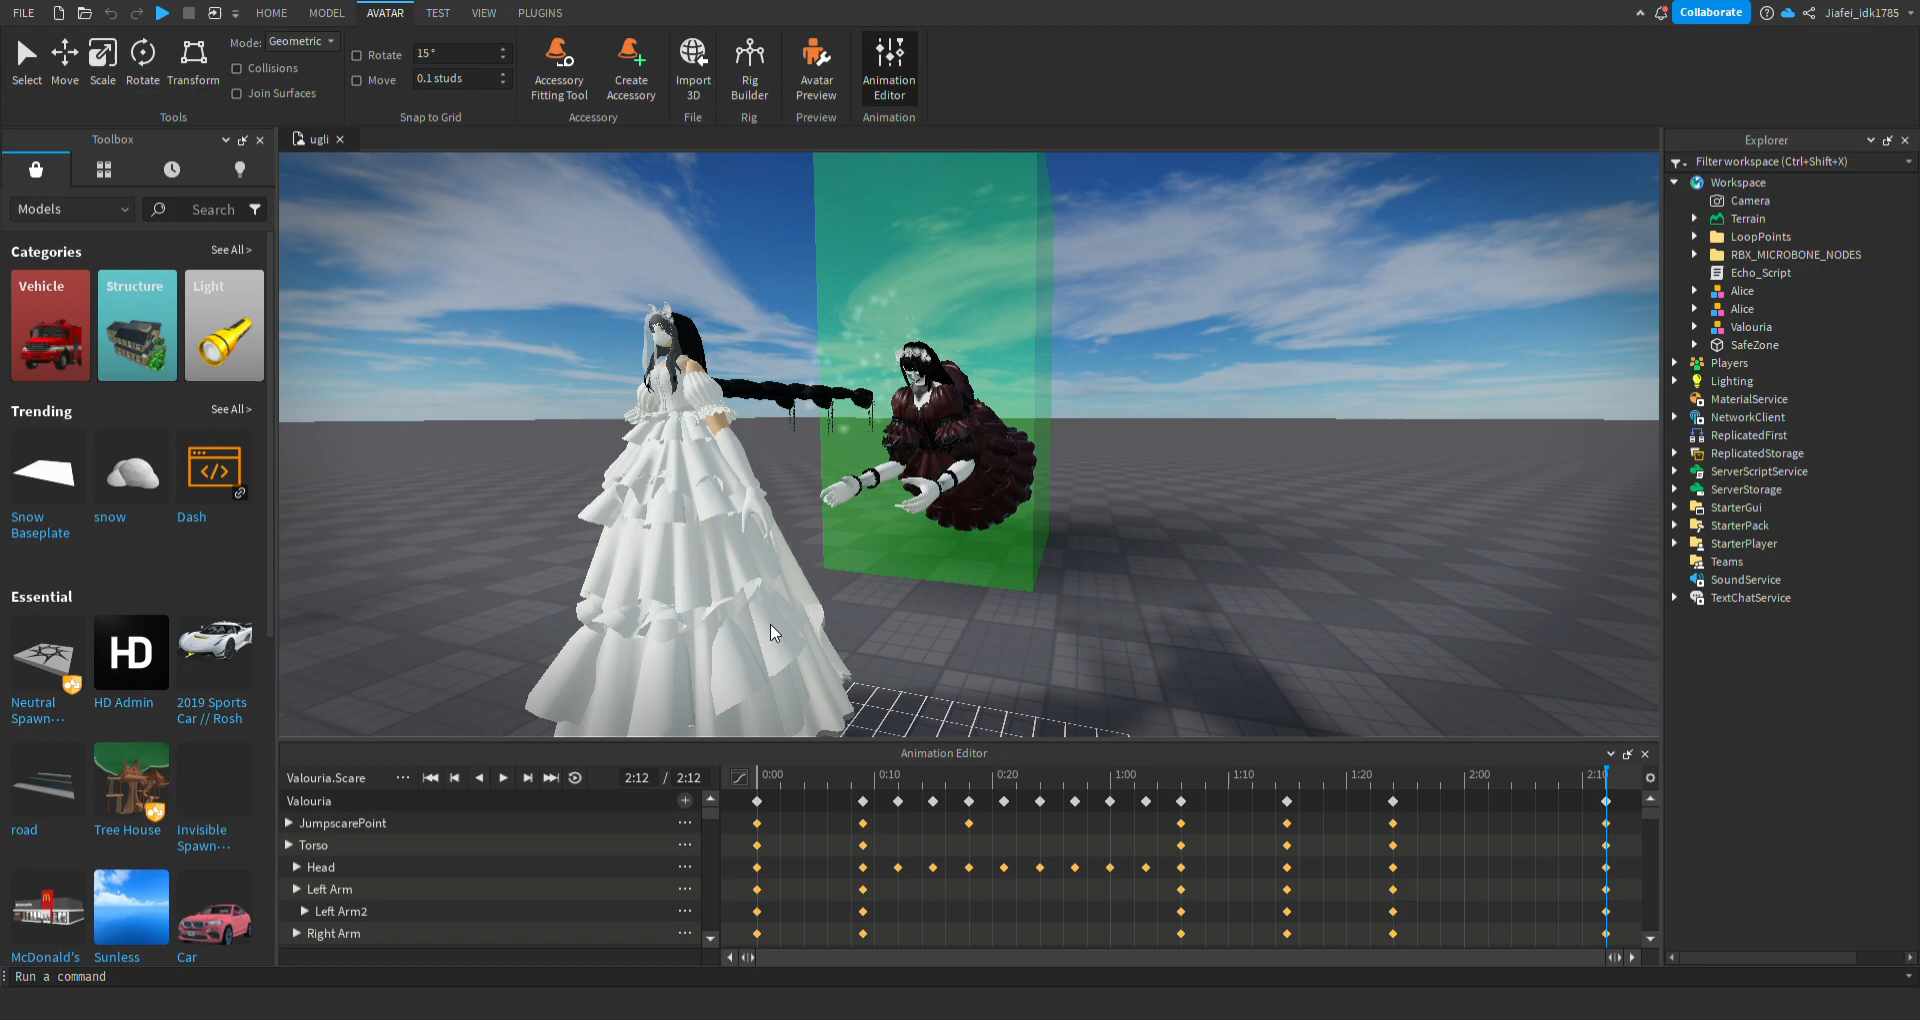 FILE HOME MODEL AVATAR TEST VIEW PLUGINS Collaborate Jiafei_idk1785
Select Move Scale Rotate Transform
Mode: Geometric
Collisions
Join Surfaces
Tools
Rotate 15°
Move 0.1 studs
Snap to Grid
Accessory Fitting Tool
Create Accessory
Accessory
Import 3D
File
Rig Builder
Rig
Avatar Preview
Preview
Animation Editor
Animation
Toolbox
Models Search
Categories See All >
Vehicle Structure Light
Trending See All >
Snow Baseplate
snow
Dash
Essential
HD
Neutral Spawn...
HD Admin
2019 Sports Car // Rosh
road
Tree House
Invisible Spawn...
McDonald's
Sunless
Car
ugli
Explorer
Filter workspace (Ctrl+Shift+X)
Workspace
Camera
Terrain
LoopPoints
RBX_MICROBONE_NODES
Echo_Script
Alice
Alice
Valouria
SafeZone
Players
Lighting
MaterialService
NetworkClient
ReplicatedFirst
ReplicatedStorage
ServerScriptService
ServerStorage
StarterGui
StarterPack
StarterPlayer
Teams
SoundService
TextChatService
Animation Editor
Valouria.Scare ... 2:12 / 2:12
0:00 0:10 0:20 1:00 1:10 1:20 2:00 2:10
Valouria
JumpscarePoint
Torso
Head
Left Arm
Left Arm2
Right Arm
Run a command